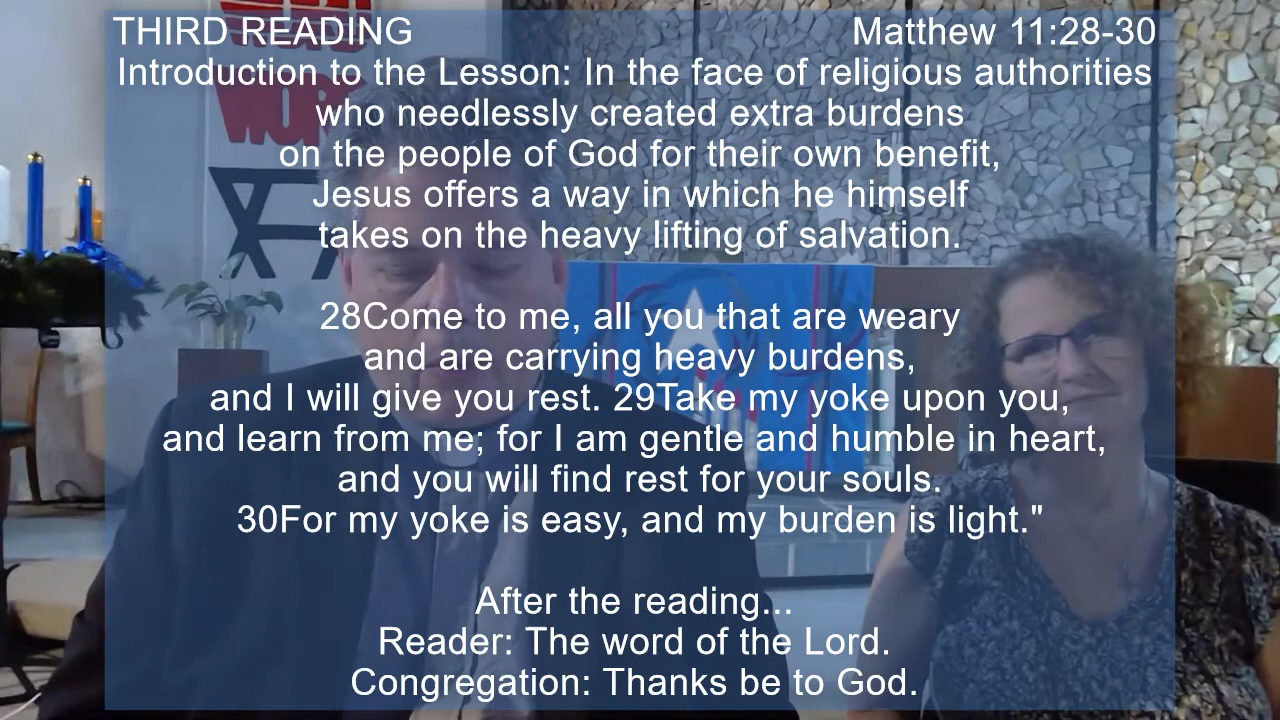 THIRD READING Matthew 11:28-30
Introduction to the Lesson: In the face of religious authorities
who needlessly created extra burdens
on the people of God for their own benefit,
Jesus offers a way in which he himself
takes on the heavy lifting of salvation.
28Come to me, all you that are weary
and are carrying heavy burdens,
and I will give you rest. 29Take my yoke upon you,
and learn from me; for I am gentle and humble in heart,
and you will find rest for your souls.
30For my yoke is easy, and my burden is light."
After the reading...
Reader: The word of the Lord.
Congregation: Thanks be to God.